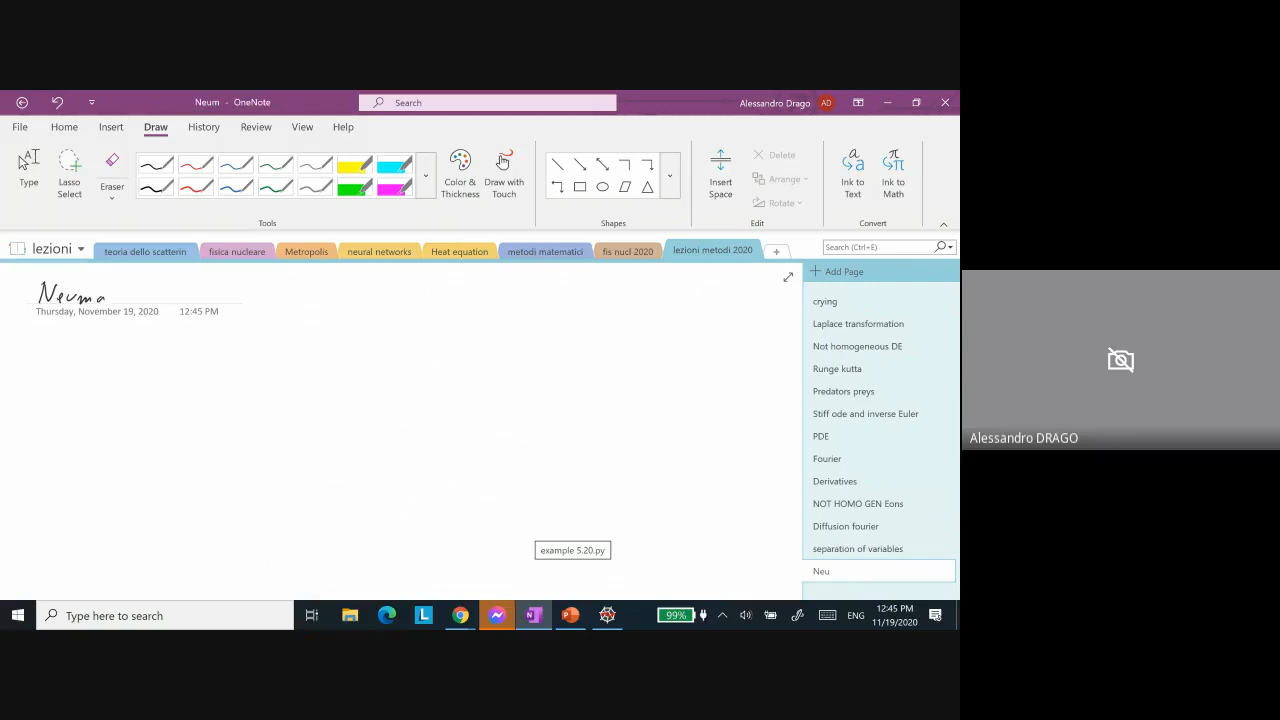 Neum - OneNote
Search
Alessandro Drago
AD
File Home Insert Draw History Review View Help
Type
Lasso Select
Eraser
Color & Thickness
Draw with Touch
Insert Space
Delete
Arrange
Rotate
Ink to Text
Ink to Math
Tools
Shapes
Edit
Convert
lezioni
teoria dello scatterin
fisica nucleare
Metropolis
neural networks
Heat equation
metodi matematici
fis nucl 2020
lezioni metodi 2020
Search (Ctrl+E)
Neuma
Thursday, November 19, 2020 12:45 PM
Add Page
crying
Laplace transformation
Not homogeneous DE
Runge kutta
Predators preys
Stiff ode and inverse Euler
PDE
Fourier
Derivatives
NOT HOMO GEN Eons
Diffusion fourier
separation of variables
Neu
example 5.20.py
Type here to search
99%
ENG
12:45 PM
11/19/2020
Alessandro DRAGO